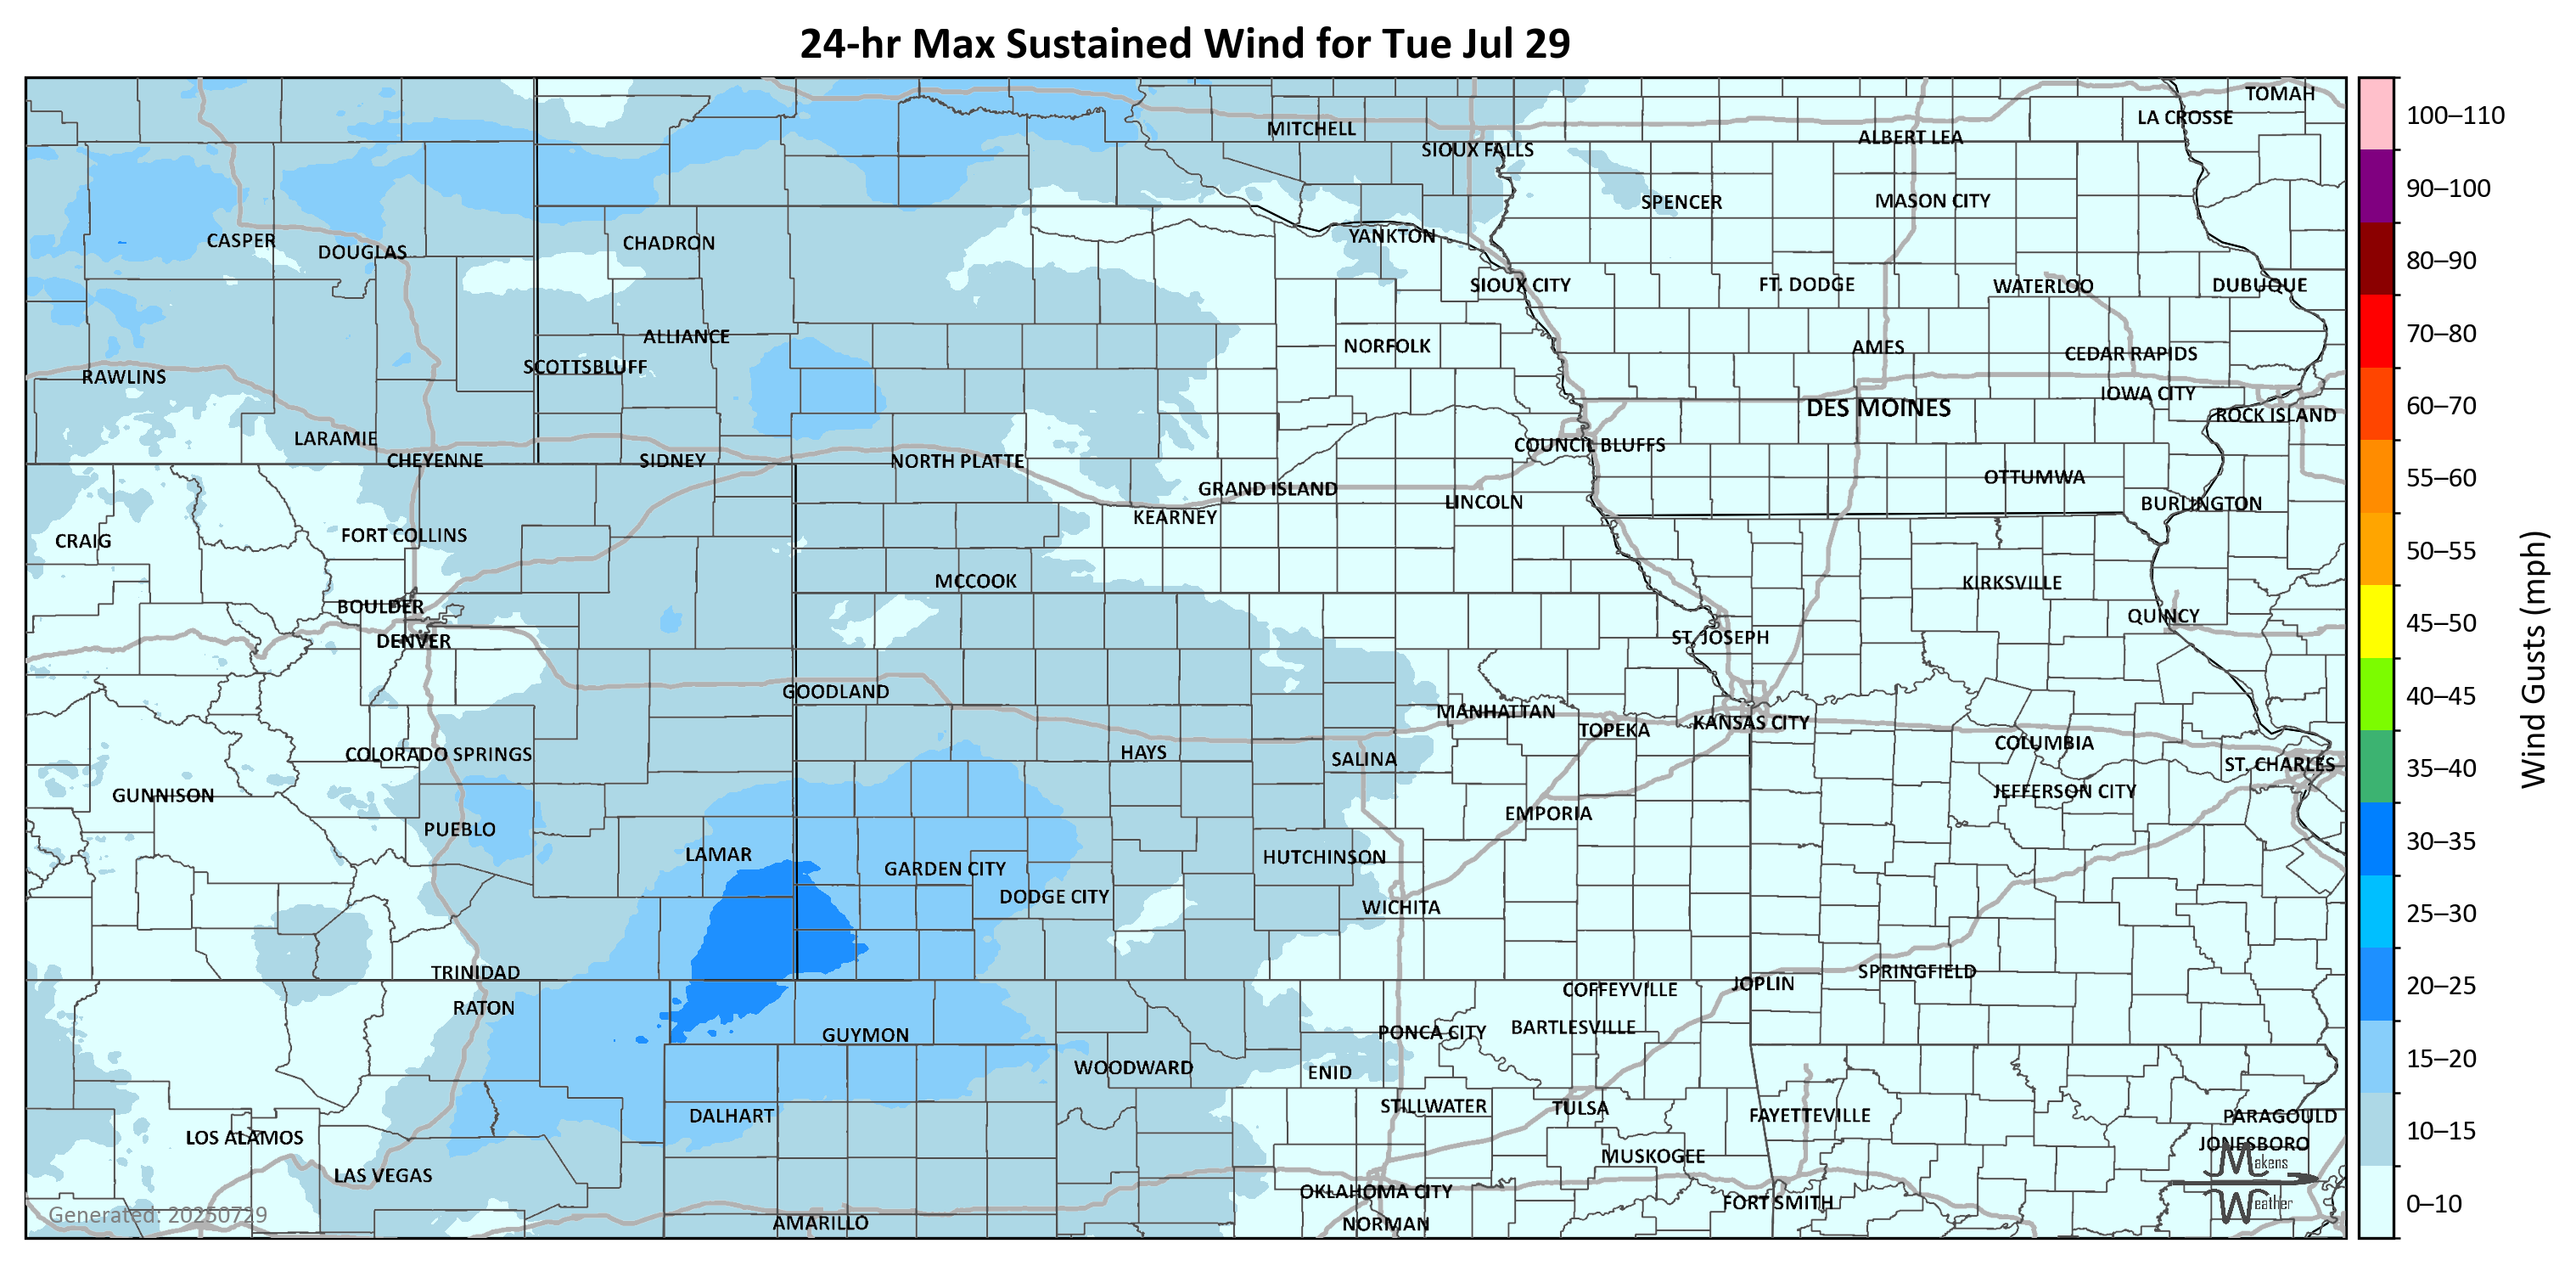 24-hr Max Sustained Wind for Tue Jul 29
TOMAH
LA CROSSE
MITCHELL
ALBERT LEA
SIOUX FALLS
SPENCER
MASON CITY
CASPER
DOUGLAS
CHADRON
YANKTON
SIOUX CITY
FT. DODGE
WATERLOO
DUBUQUE
ALLIANCE
NORFOLK
AMES
CEDAR RAPIDS
SCOTTSBLUFF
RAWLINS
IOWA CITY
DES MOINES
ROCK ISLAND
LARAMIE
COUNCIL BLUFFS
CHEYENNE
SIDNEY
NORTH PLATTE
OTTUMWA
GRAND ISLAND
LINCOLN
BURLINGTON
KEARNEY
FORT COLLINS
CRAIG
MCCOOK
KIRKSVILLE
BOULDER
QUINCY
DENVER
ST. JOSEPH
GOODLAND
MANHATTAN
KANSAS CITY
TOPEKA
COLUMBIA
HAYS
COLORADO SPRINGS
SALINA
ST. CHARLES
JEFFERSON CITY
GUNNISON
EMPORIA
PUEBLO
LAMAR
HUTCHINSON
GARDEN CITY
DODGE CITY
WICHITA
TRINIDAD
SPRINGFIELD
JOPLIN
COFFEYVILLE
RATON
BARTLESVILLE
PONCA CITY
GUYMON
WOODWARD
ENID
STILLWATER
TULSA
DALHART
FAYETTEVILLE
PARAGOULD
LOS ALAMOS
JONESBORO
MUSKOGEE
LAS VEGAS
OKLAHOMA CITY
FORT SMITH
AMARILLO
NORMAN
Generated: 20250729
Makens
Weather
100–110
90–100
80–90
70–80
60–70
55–60
50–55
45–50
40–45
35–40
30–35
25–30
20–25
15–20
10–15
0–10
Wind Gusts (mph)